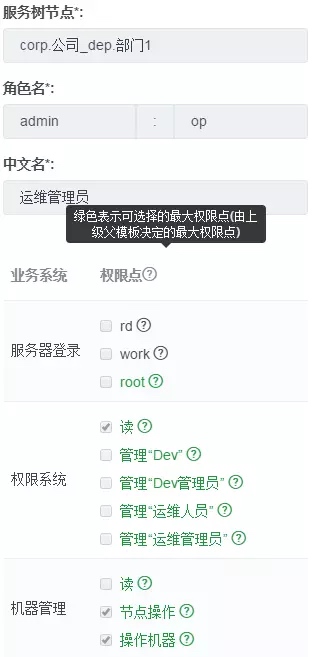 服务树节点*:
corp.公司_dep.部门1
角色名*:
admin : op
中文名*:
运维管理员
绿色表示可选择的最大权限点(由上
级父模板决定的最大权限点)
业务系统 权限点?
rd ?
服务器登录 work ?
root ?
读 ?
管理“Dev” ?
权限系统 管理“Dev管理员” ?
管理“运维人员” ?
管理“运维管理员” ?
读 ?
机器管理 节点操作 ?
操作机器 ?